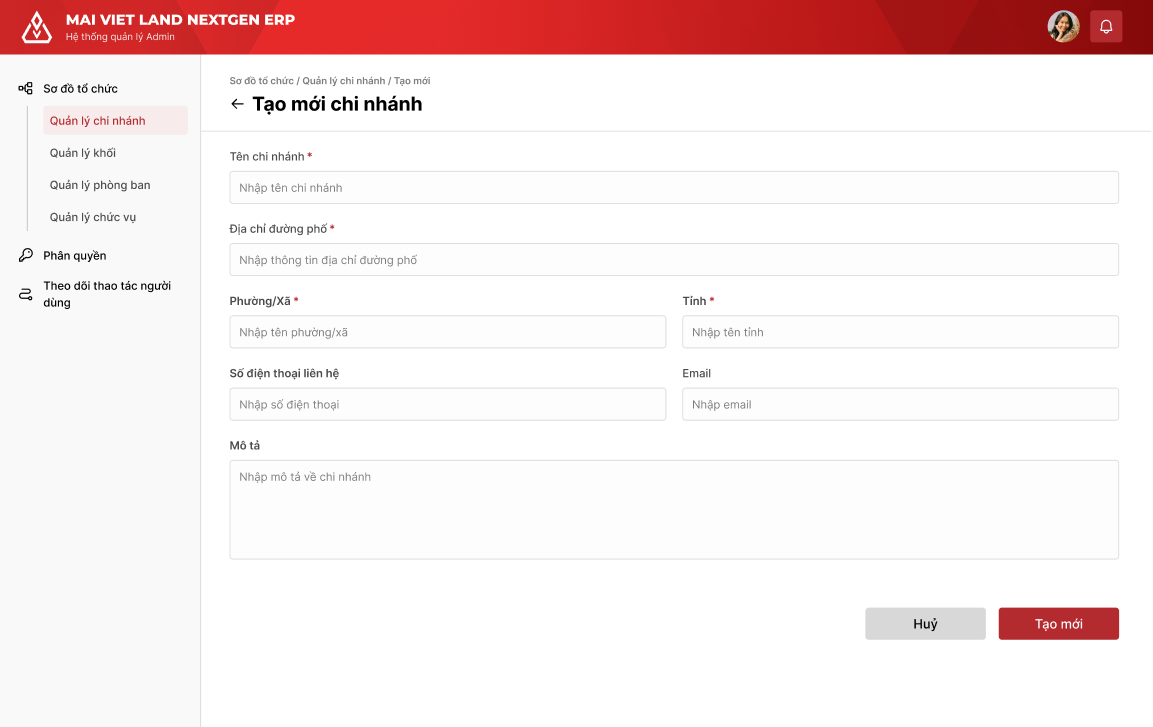 MAI VIET LAND NEXTGEN ERP
Hệ thống quản lý Admin
Sơ đồ tổ chức
Quản lý chi nhánh
Quản lý khối
Quản lý phòng ban
Quản lý chức vụ
Phân quyền
Theo dõi thao tác người
dùng
Sơ đồ tổ chức / Quản lý chi nhánh / Tạo mới
Tạo mới chi nhánh
Tên chi nhánh *
Nhập tên chi nhánh
Địa chỉ đường phố *
Nhập thông tin địa chỉ đường phố
Phường/Xã * Tỉnh *
Nhập tên phường/xã Nhập tên tỉnh
Số điện thoại liên hệ Email
Nhập số điện thoại Nhập email
Mô tả
Nhập mô tả về chi nhánh
Huỷ Tạo mới